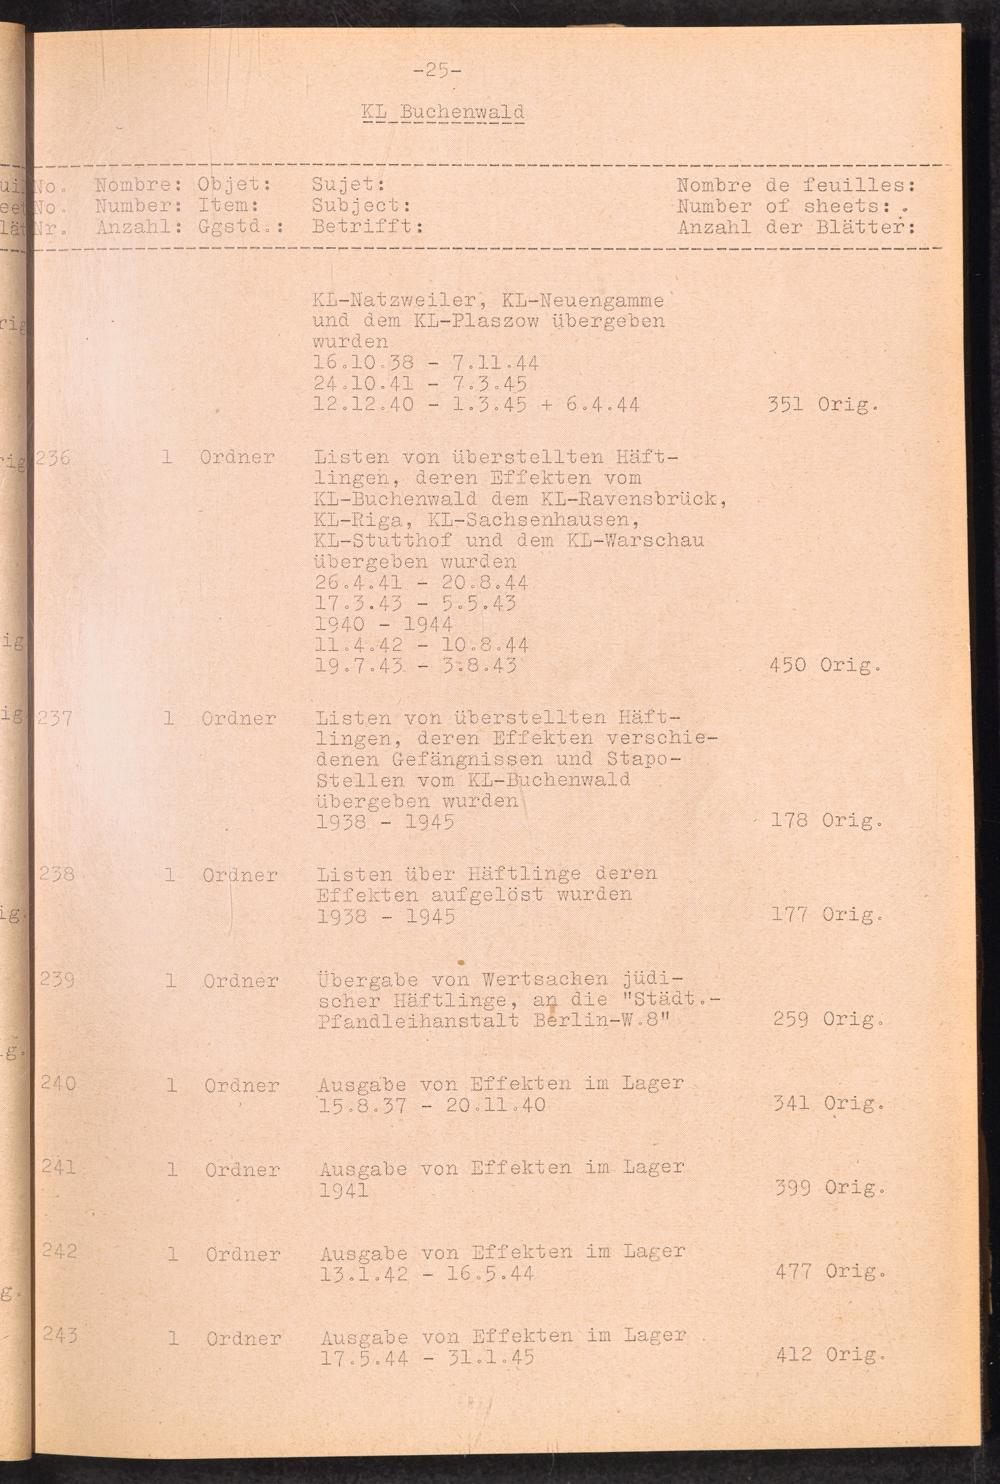 -25-
KL Buchenwald
No. Nombre: Objet: Sujet: Nombre de feuilles:
No. Number: Item: Subject: Number of sheets:
Nr. Anzahl: Ggstd.: Betrifft: Anzahl der Blätter:
KL-Natzweiler, KL-Neuengamme
und dem KL-Plaszow übergeben
wurden
16.10.38 - 7.11.44
24.10.41 - 7.3.45
12.12.40 - 1.3.45 + 6.4.44 351 Orig.
236 1 Ordner Listen von überstellten Häft-
lingen, deren Effekten vom
KL-Buchenwald dem KL-Ravensbrück,
KL-Riga, KL-Sachsenhausen,
KL-Stutthof und dem KL-Warschau
übergeben wurden
26.4.41 - 20.8.44
17.3.43 - 5.5.43
1940 - 1944
11.4.42 - 10.8.44
19.7.43 - 3.8.43 450 Orig.
237 1 Ordner Listen von überstellten Häft-
lingen, deren Effekten verschie-
denen Gefängnissen und Stapo-
Stellen vom KL-Buchenwald
übergeben wurden
1938 - 1945 178 Orig.
238 1 Ordner Listen über Häftlinge deren
Effekten aufgelöst wurden
1938 - 1945 177 Orig.
239 1 Ordner Übergabe von Wertsachen jüdi-
scher Häftlinge, an die "Städt.-
Pfandleihanstalt Berlin-W.8" 259 Orig.
240 1 Ordner Ausgabe von Effekten im Lager
15.8.37 - 20.11.40 341 Orig.
241 1 Ordner Ausgabe von Effekten im Lager
1941 399 Orig.
242 1 Ordner Ausgabe von Effekten im Lager
13.1.42 - 16.5.44 477 Orig.
243 1 Ordner Ausgabe von Effekten im Lager
17.5.44 - 31.1.45 412 Orig.